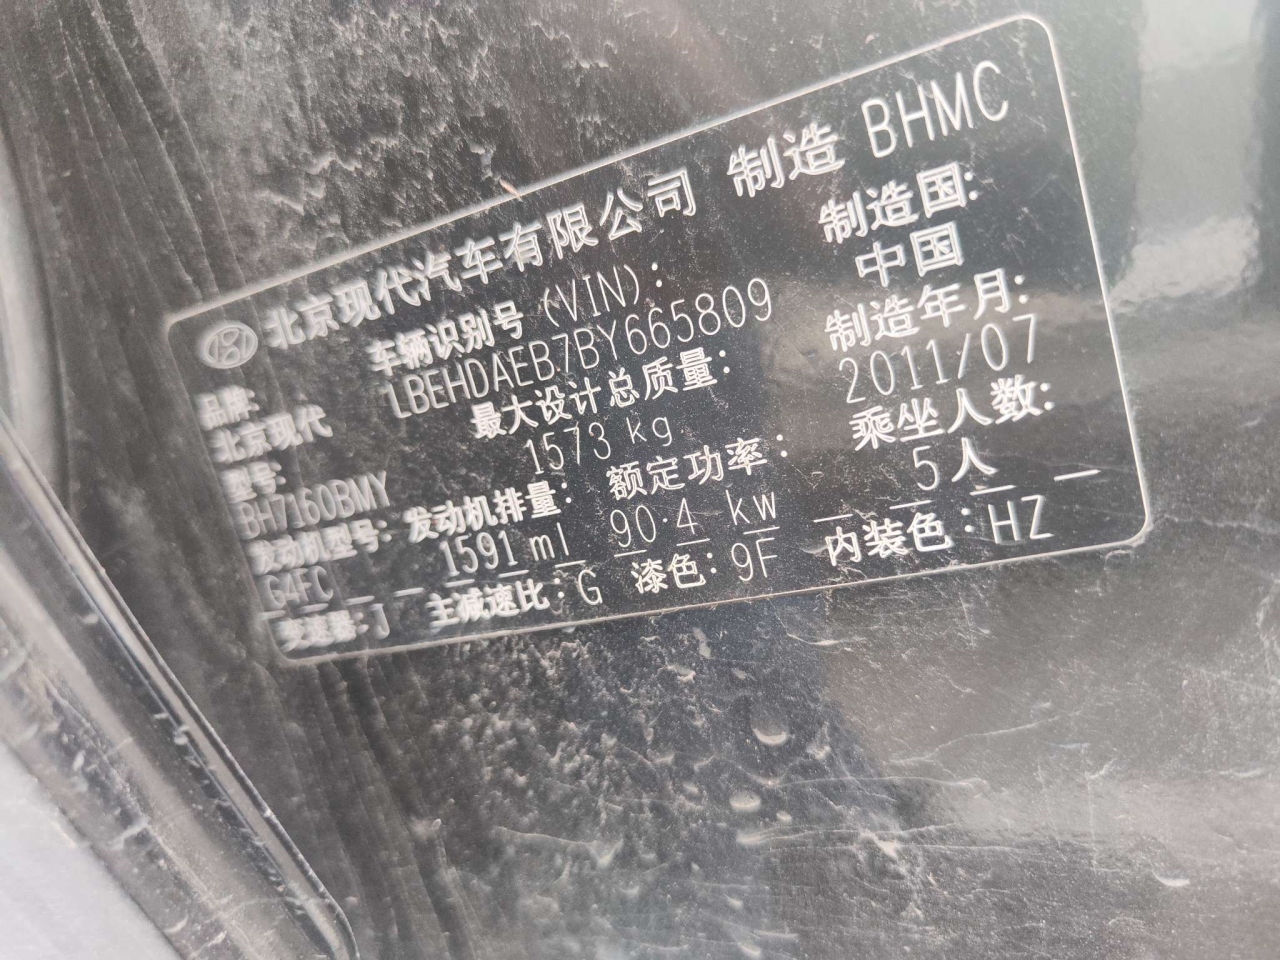 北京现代汽车有限公司 制造 BHMC
品牌: 车辆识别号 (VIN): 制造国:
北京现代 LBEHDAEB7BY665809 中国
型号: 最大设计总质量: 制造年月:
BH7160BMY 1573 kg 2011/07
发动机型号: 发动机排量: 额定功率: 乘坐人数:
G4FC 1591 ml 90.4 kw 5人
变速器: J 主减速比: G 漆色: 9F 内装色: HZ